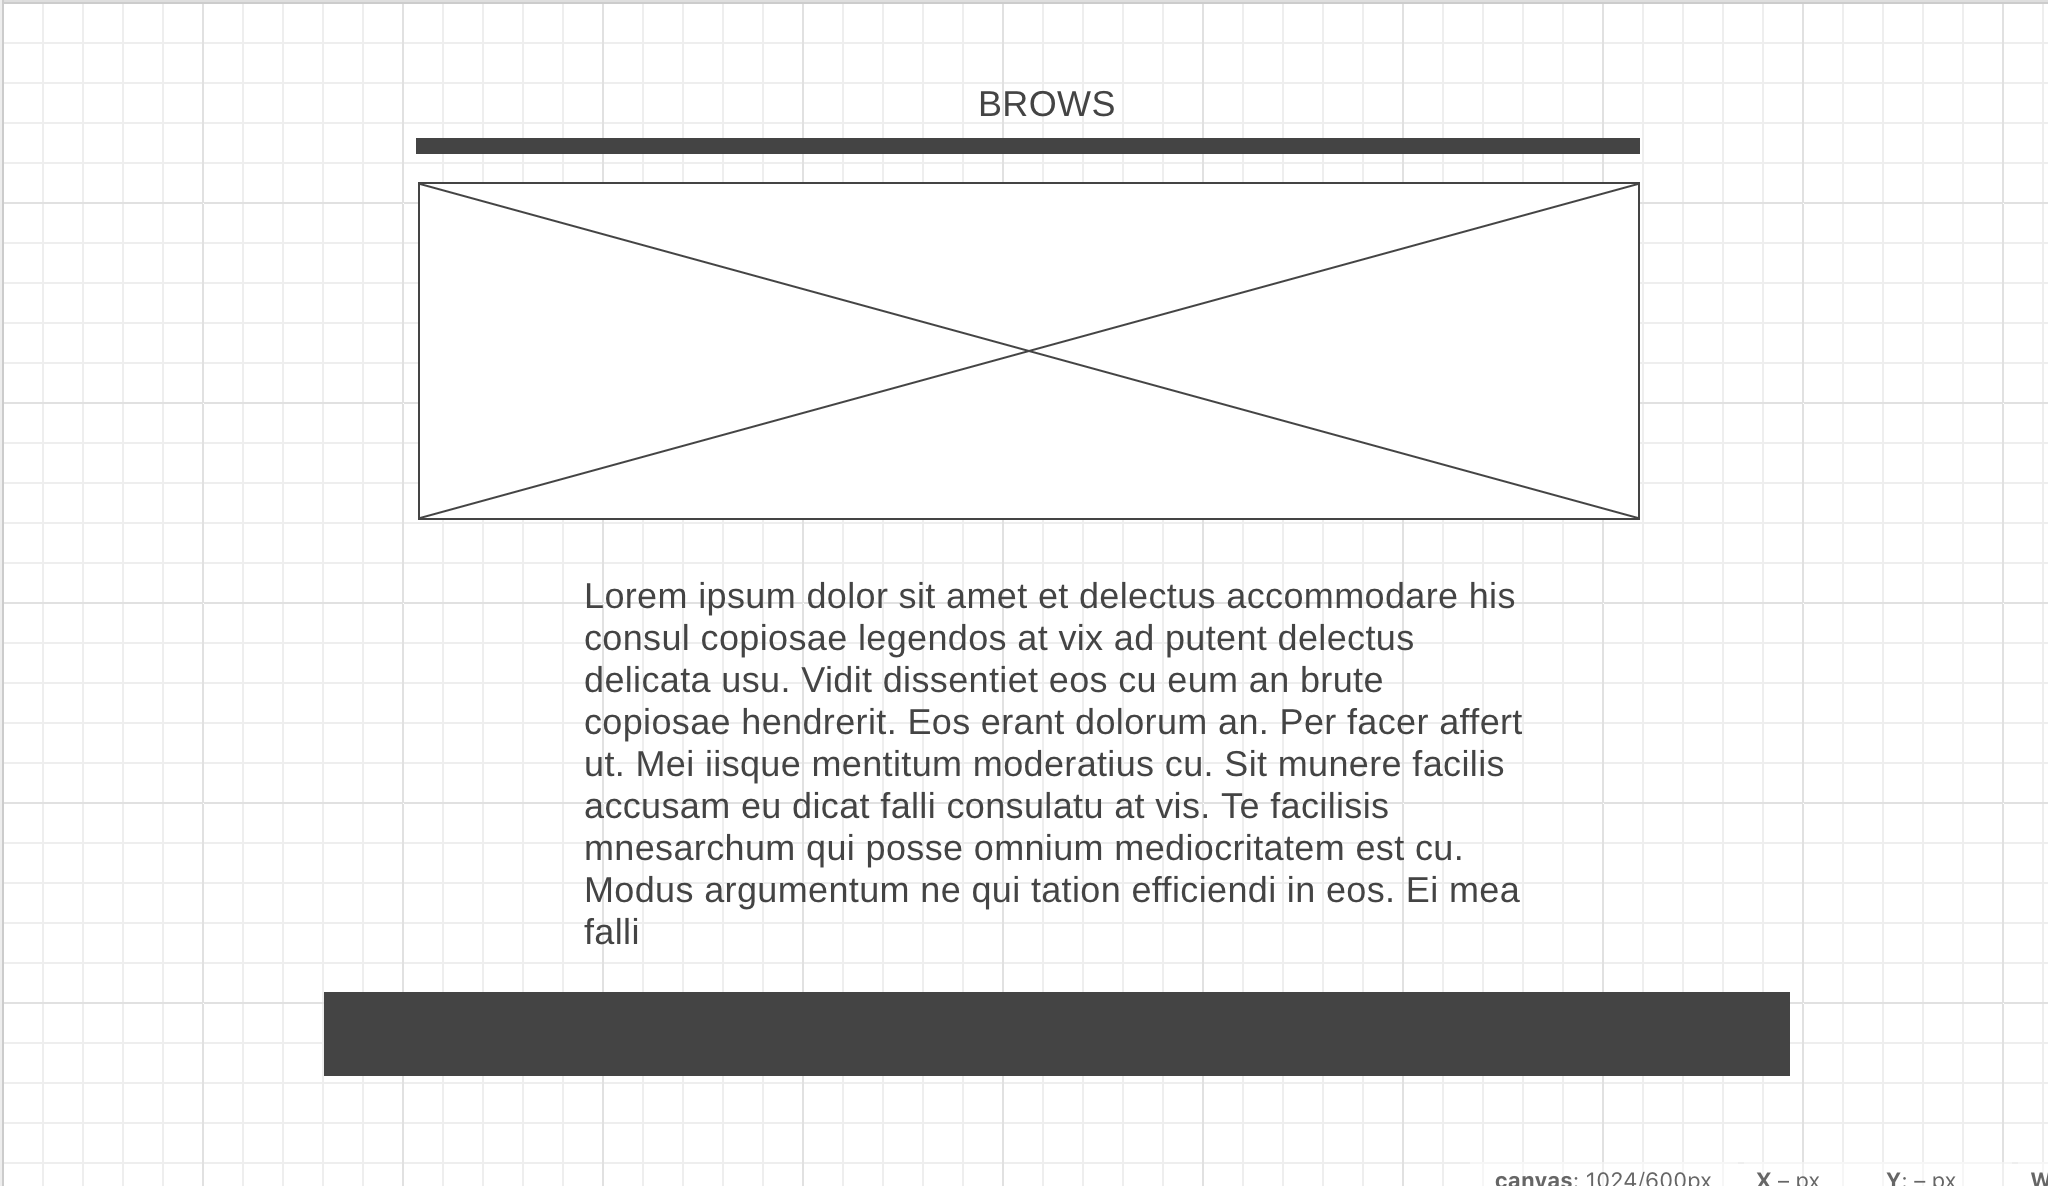 BROWS
Lorem ipsum dolor sit amet et delectus accommodare his
consul copiosae legendos at vix ad putent delectus
delicata usu. Vidit dissentiet eos cu eum an brute
copiosae hendrerit. Eos erant dolorum an. Per facer affert
ut. Mei iisque mentitum moderatius cu. Sit munere facilis
accusam eu dicat falli consulatu at vis. Te facilisis
mnesarchum qui posse omnium mediocritatem est cu.
Modus argumentum ne qui tation efficiendi in eos. Ei mea
falli
canvas: 1024/600px X – px Y: – px W